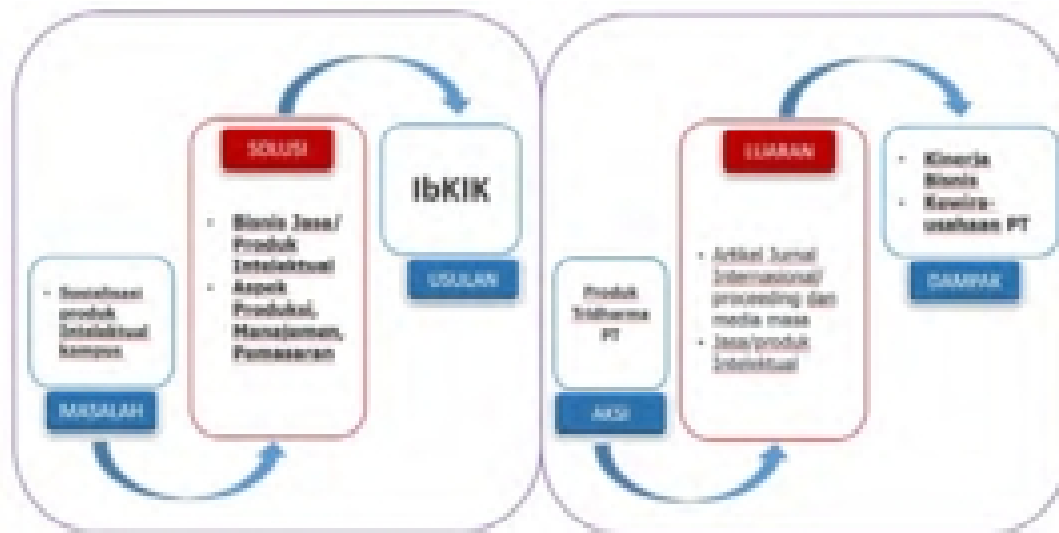 SOLUSI
• Bisnis Jasa/
Produk
Intelektual
• Aspek
Produksi,
Manajemen,
Pemasaran
IbKIK
USULAN
• Sosialisasi
produk
Intelektual
kampus
MASALAH
LUARAN
• Artikel Jurnal
Internasional/
proceeding dan
media masa
• Jasa/produk
Intelektual
• Kinerja
Bisnis
• Kewira-
usahaan PT
DAMPAK
Produk
Tridharma
PT
AKSI